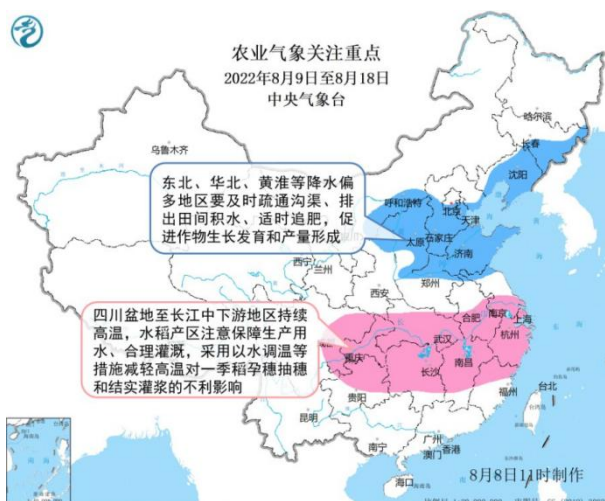 农业气象关注重点
2022年8月9日至8月18日
中央气象台
哈尔滨
长春
乌鲁木齐
沈阳
东北、华北、黄淮等降水偏
多地区要及时疏通沟渠、排
出田间积水、适时追肥，促
进作物生长发育和产量形成
呼和浩特
北京
天津
石家庄
太原
济南
西宁
兰州
郑州
西安
四川盆地至长江中下游地区持续
高温，水稻产区注意保障生产用
水、合理灌溉，采用以水调温等
措施减轻高温对一季稻孕穗抽穗
和结实灌浆的不利影响
合肥
南京
上海
武汉
杭州
重庆
长沙
南昌
贵阳
福州
台北
昆明
南宁
广州
澳门
香港
海口
8月8日11时制作